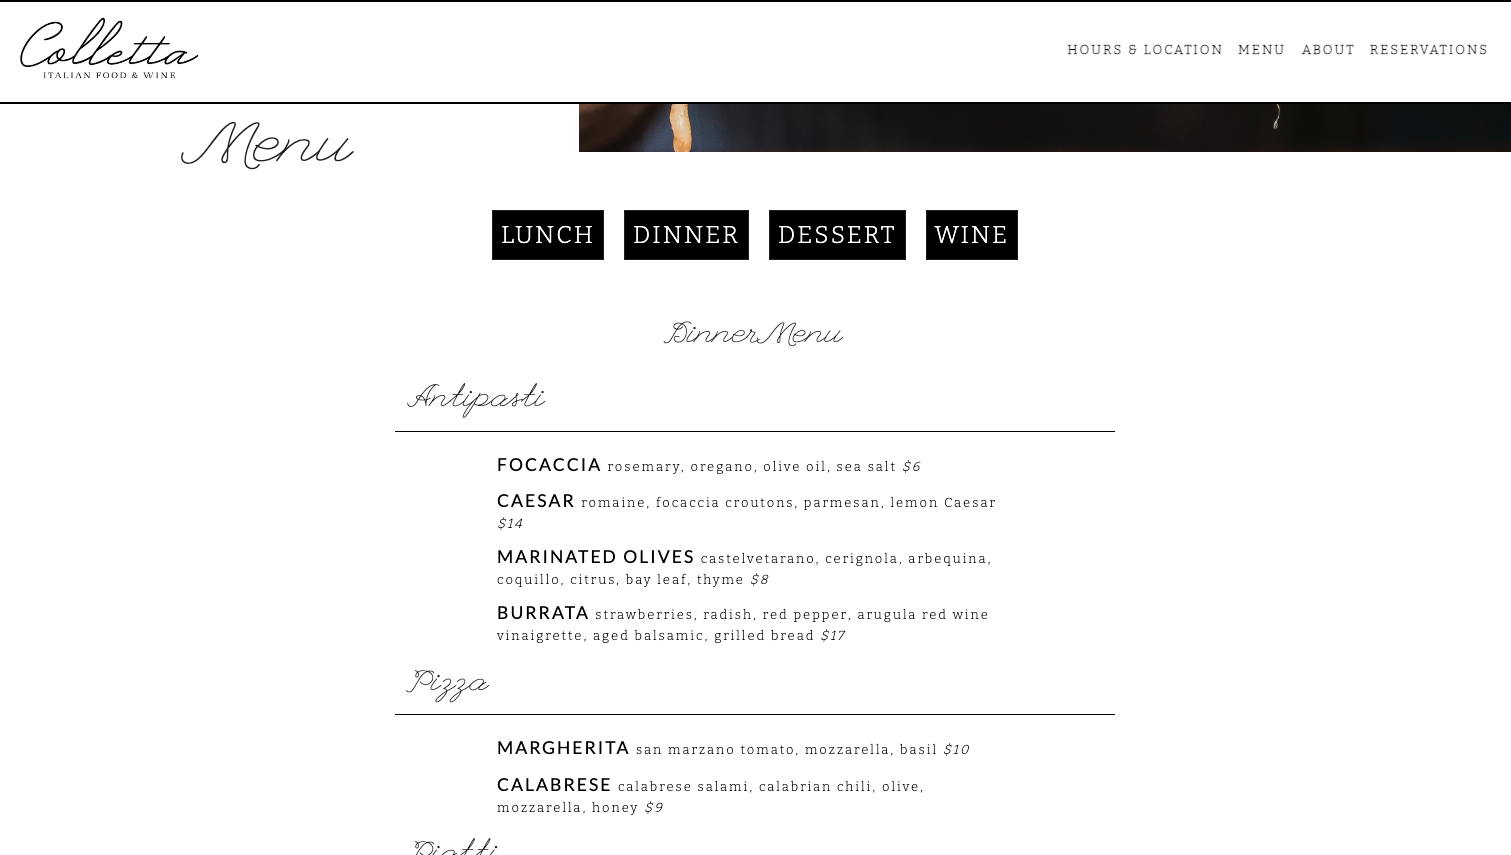 Colletta
ITALIAN FOOD & WINE
HOURS & LOCATION MENU ABOUT RESERVATIONS
Menu
LUNCH DINNER DESSERT WINE
Dinner Menu
Antipasti
FOCACCIA rosemary, oregano, olive oil, sea salt $6
CAESAR romaine, focaccia croutons, parmesan, lemon Caesar
$14
MARINATED OLIVES castelvetarano, cerignola, arbequina,
coquillo, citrus, bay leaf, thyme $8
BURRATA strawberries, radish, red pepper, arugula red wine
vinaigrette, aged balsamic, grilled bread $17
Pizza
MARGHERITA san marzano tomato, mozzarella, basil $10
CALABRESE calabrese salami, calabrian chili, olive,
mozzarella, honey $9
Piatti